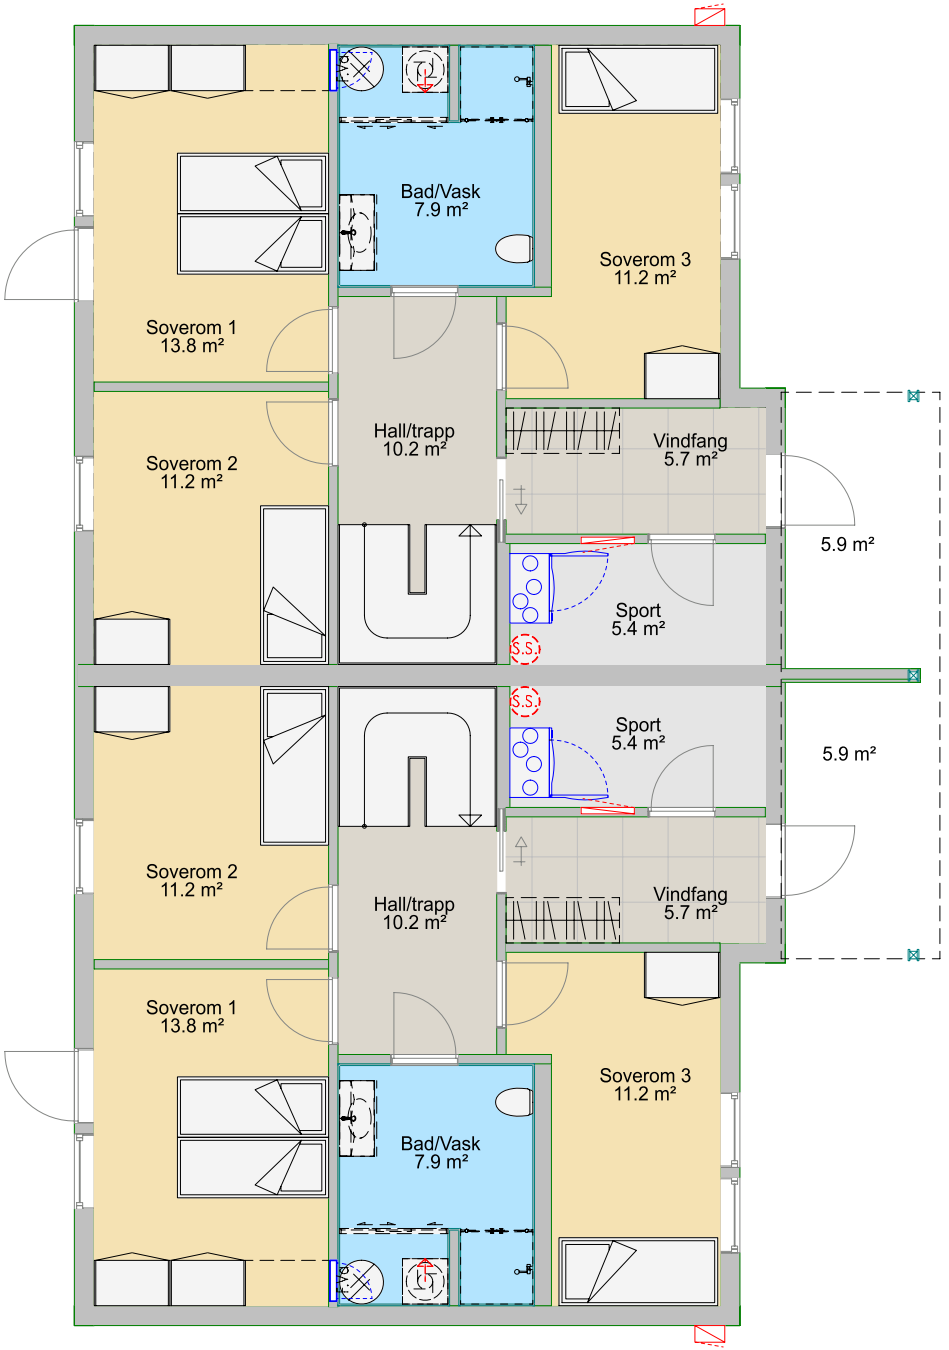 F.Va
Bad/Vask
7.9 m²
Soverom 3
11.2 m²
Soverom 1
13.8 m²
Hall/trapp
10.2 m²
Vindfang
5.7 m²
Soverom 2
11.2 m²
5.9 m²
Sport
5.4 m²
S.S.
S.S.
Sport
5.4 m²
5.9 m²
Soverom 2
11.2 m²
Hall/trapp
10.2 m²
Vindfang
5.7 m²
Soverom 1
13.8 m²
Soverom 3
11.2 m²
Bad/Vask
7.9 m²
F.Va